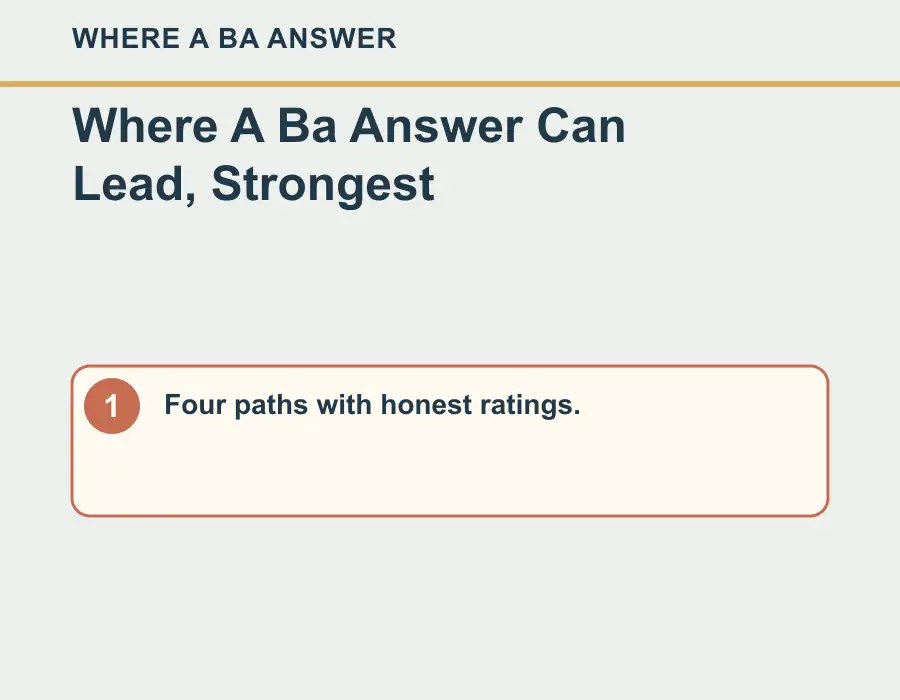 WHERE A BA ANSWER
Where A Ba Answer Can
Lead, Strongest
1
Four paths with honest ratings.